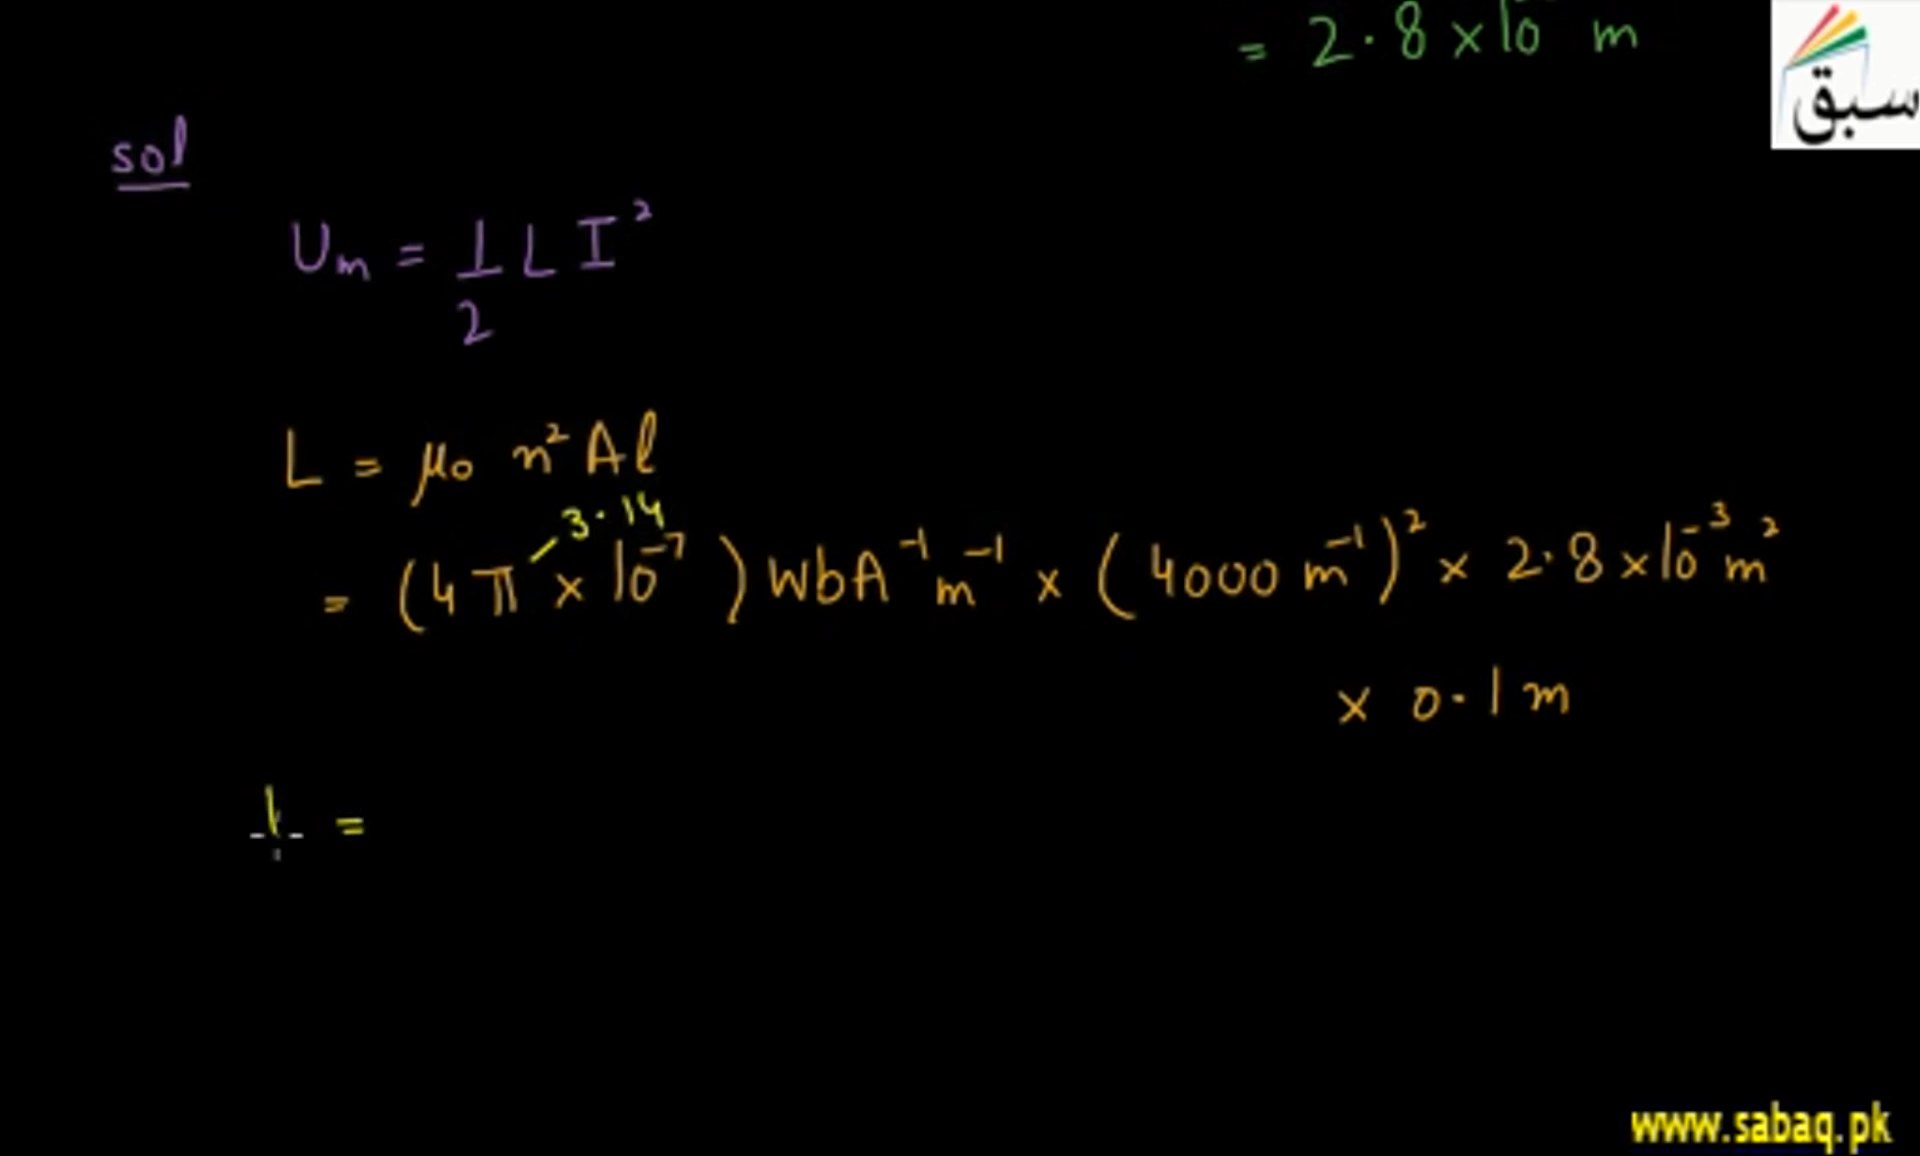 = 2.8 × 10 m
سبق
sol
Um = 1/2 L I²
L = μ₀ n² A l
3.14
= (4π × 10⁻⁷) WbA⁻¹m⁻¹ × (4000 m⁻¹)² × 2.8 × 10⁻³ m²
× 0.1 m
=
www.sabaq.pk